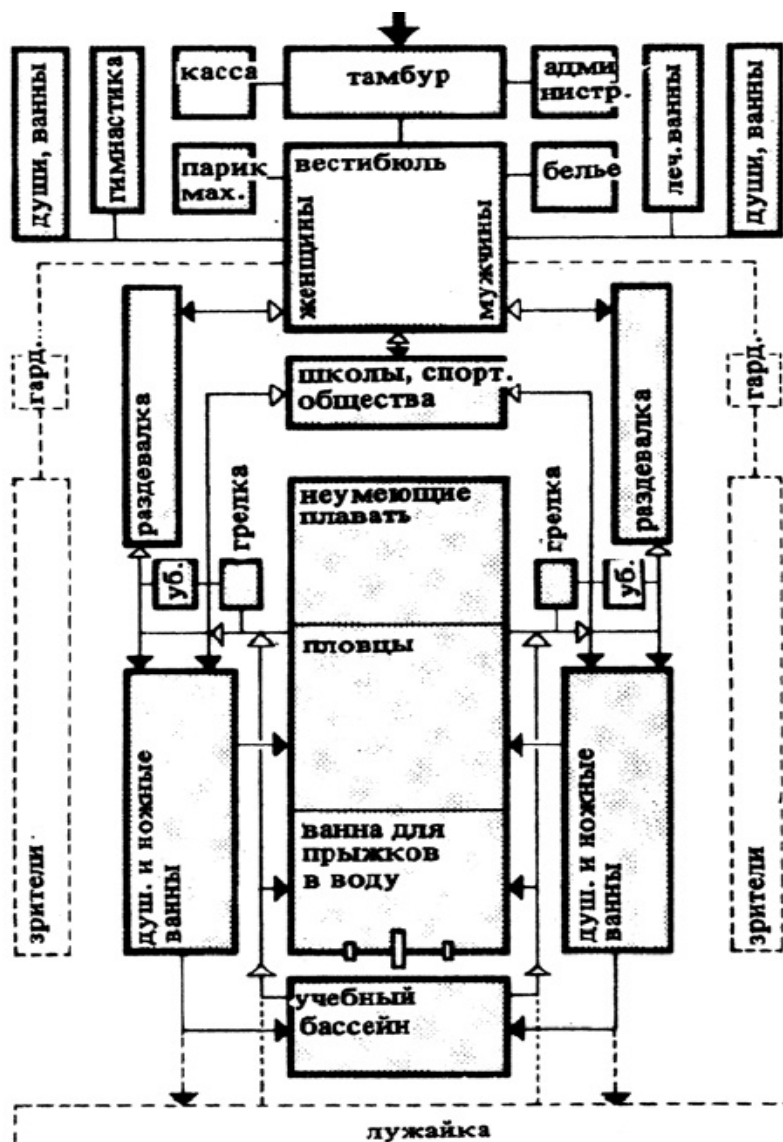 касса
тамбур
адми
нистр.
души, ванны
гимнастика
парик
мах.
вестибюль
женщины
мужчины
белье
леч. ванны
души, ванны
гард.
раздевалка
школы, спорт.
общества
раздевалка
гард.
зрители
уб.
грелка
неумеющие
плавать
пловцы
ванна для
прыжков
в воду
грелка
уб.
зрители
душ. и ножные
ванны
душ. и ножные
ванны
учебный
бассейн
лужайка